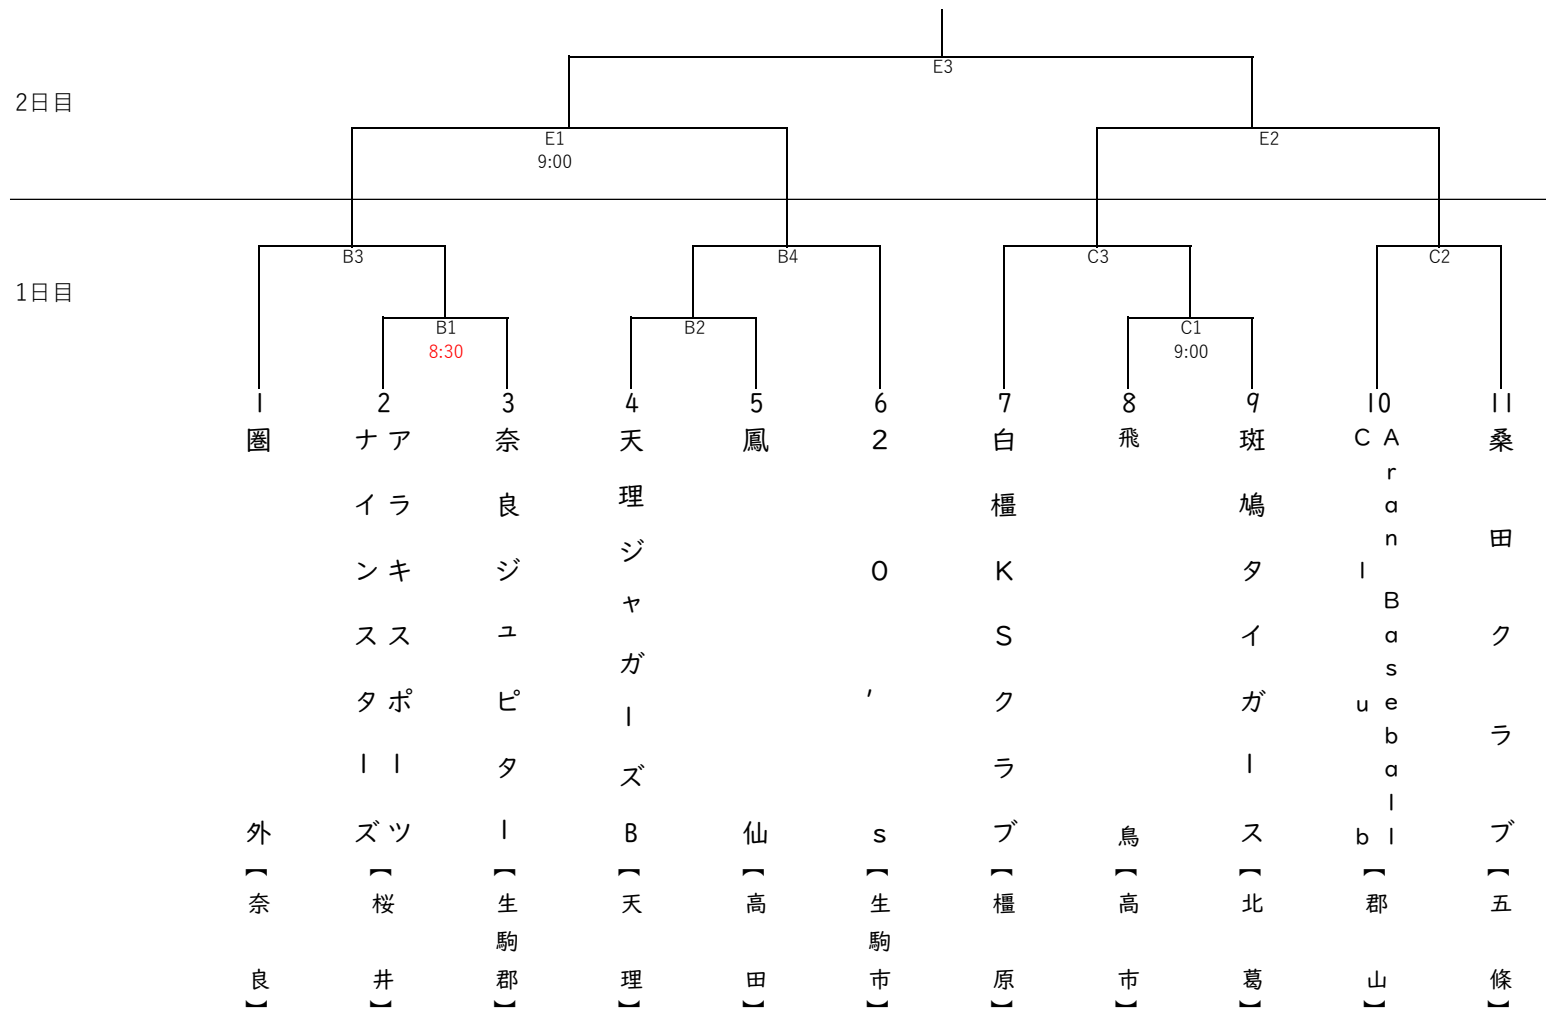 E3
2日目
E1
9:00
E2
B3
B4
C3
C2
1日目
B1
8:30
B2
C1
9:00
1
2
3
4
5
6
7
8
9
10
11
圏外【奈良】
アラキスポーツ
ナインスターズ
【桜井】
奈良ジュピター【生駒郡】
天理ジャガーズB【天理】
鳳仙【高田】
20’s【生駒市】
白橿KSクラブ【橿原】
飛鳥【高市】
斑鳩タイガース【北葛】
Aran Baseball
Club
【郡山】
桑田クラブ【五條】